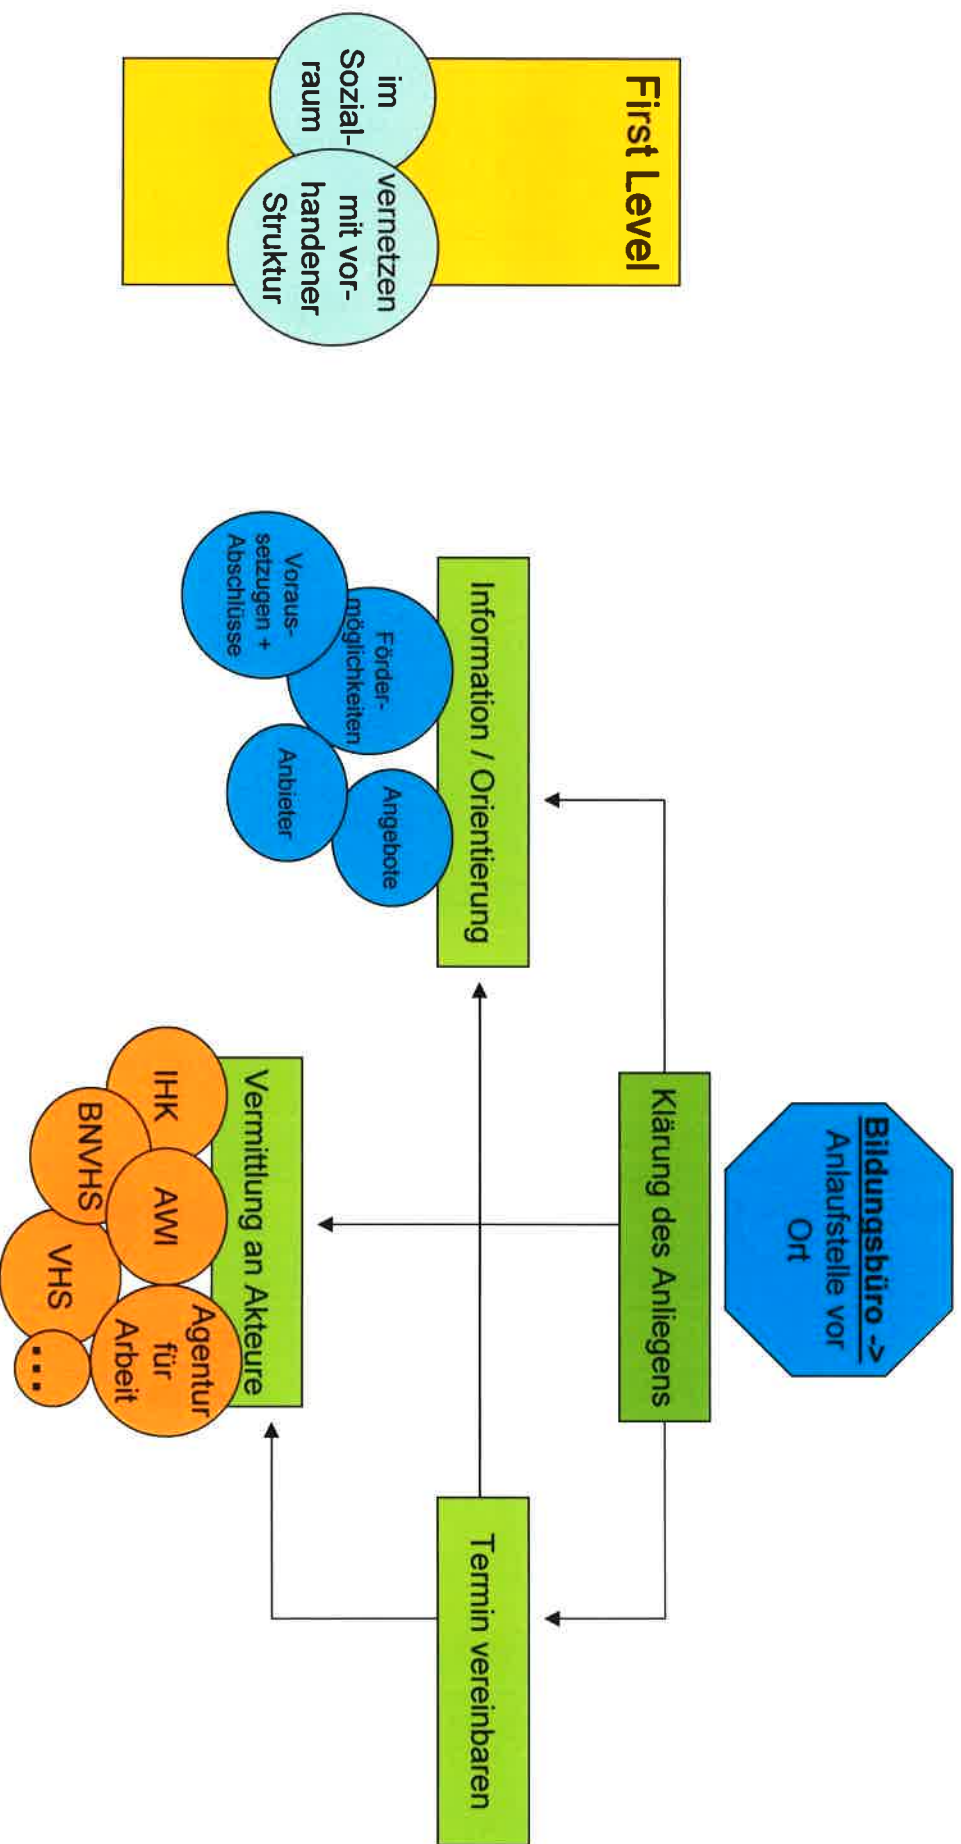 First Level
im
Sozial-
raum
vernetzen
mit vor-
handener
Struktur
Bildungsbüro ->
Anlaufstelle vor
Ort
Klärung des Anliegens
Information / Orientierung
Voraus-
setzugen +
Abschlüsse
Förder-
möglichkeiten
Anbieter
Angebote
Termin vereinbaren
Vermittlung an Akteure
IHK
BNVHS
AWI
VHS
Agentur
für
Arbeit
...